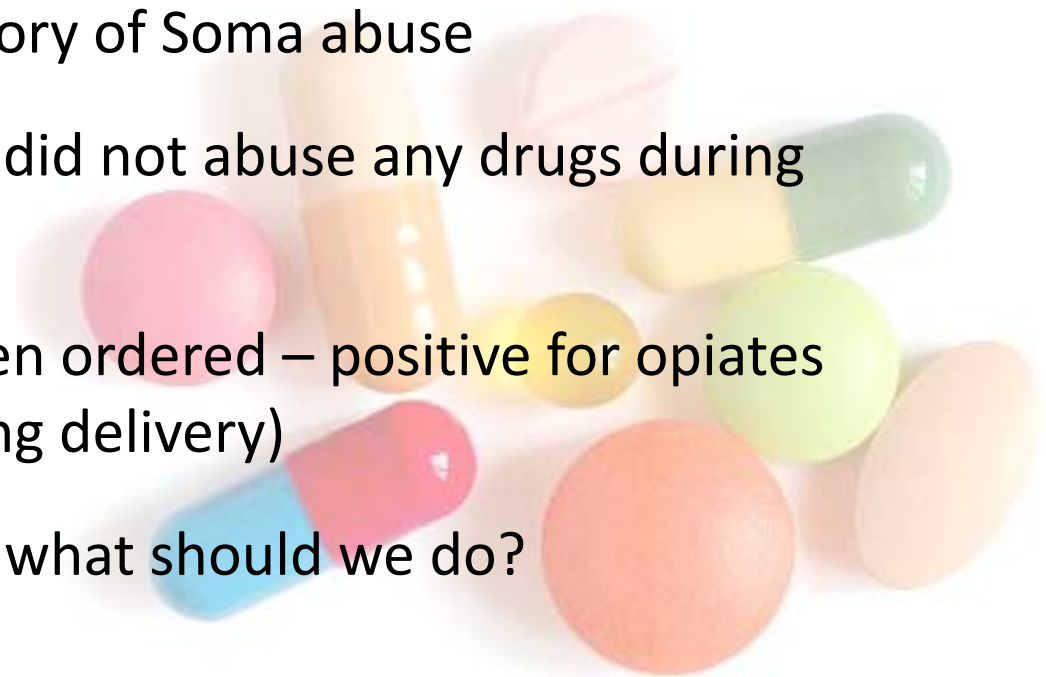 ory of Soma abuse
did not abuse any drugs during
en ordered – positive for opiates
ng delivery)
what should we do?